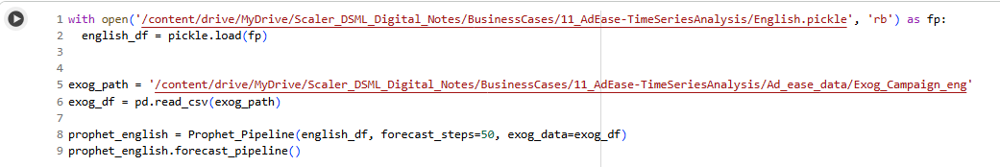 1 with open('/content/drive/MyDrive/Scaler_DSML_Digital_Notes/BusinessCases/11_AdEase-TimeSeriesAnalysis/English.pickle', 'rb') as fp:
2   english_df = pickle.load(fp)
3
4
5 exog_path = '/content/drive/MyDrive/Scaler_DSML_Digital_Notes/BusinessCases/11_AdEase-TimeSeriesAnalysis/Ad_ease_data/Exog_Campaign_eng'
6 exog_df = pd.read_csv(exog_path)
7
8 prophet_english = Prophet_Pipeline(english_df, forecast_steps=50, exog_data=exog_df)
9 prophet_english.forecast_pipeline()